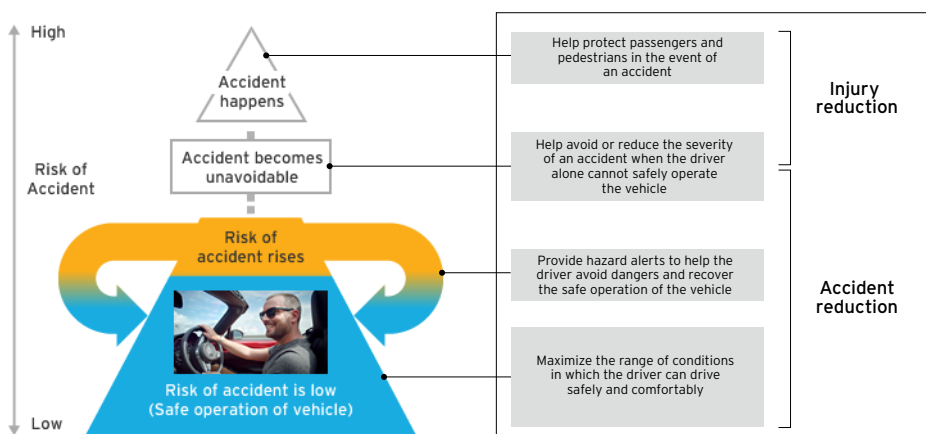 High
Risk of
Accident
Low
Accident
happens
Accident becomes
unavoidable
Risk of
accident rises
Risk of accident is low
(Safe operation of vehicle)
Help protect passengers and
pedestrians in the event of
an accident
Help avoid or reduce the severity
of an accident when the driver
alone cannot safely operate
the vehicle
Provide hazard alerts to help the
driver avoid dangers and recover
the safe operation of the vehicle
Maximize the range of conditions
in which the driver can drive
safely and comfortably
Injury
reduction
Accident
reduction